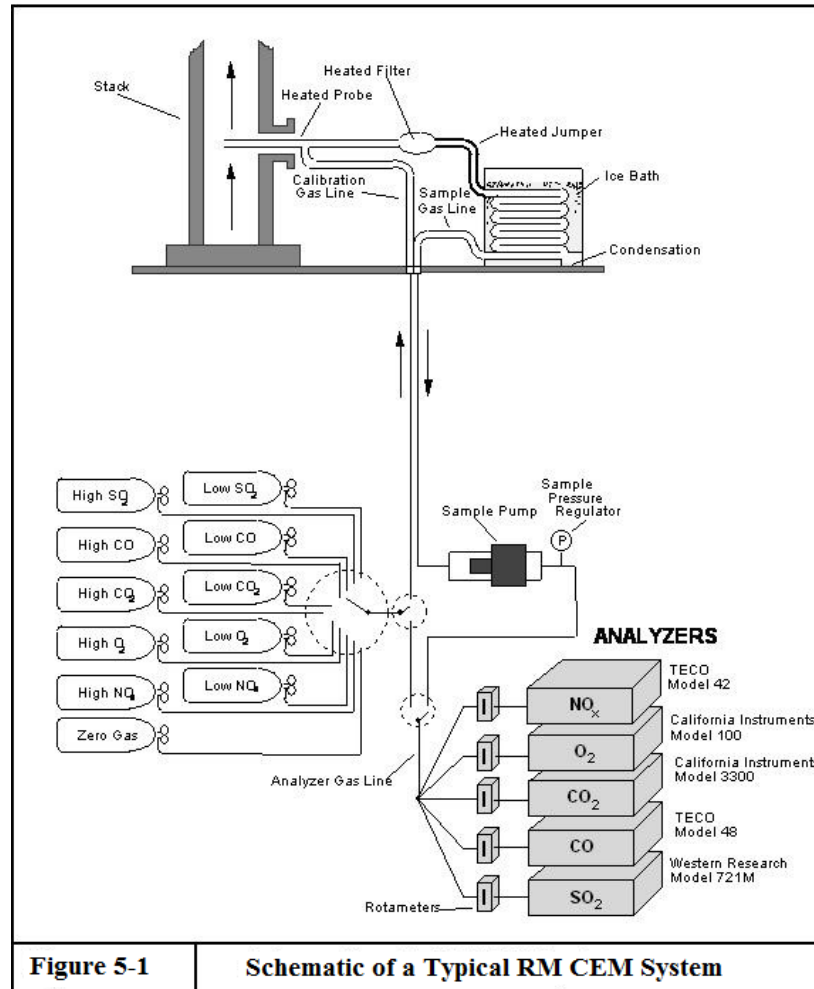 Stack
Heated Filter
Heated Probe
Heated Jumper
Calibration
Gas Line
Sample
Gas Line
Ice Bath
Condensation
High SO2
Low SO2
High CO
Low CO
High CO2
Low CO2
High O2
Low O2
High NOx
Low NOx
Zero Gas
Sample Pump
Sample
Pressure
Regulator
P
ANALYZERS
TECO
Model 42
NOx
California Instruments
Model 100
O2
California Instrument
Model 3300
CO2
TECO
Model 48
CO
Western Research
Model 721M
SO2
Analyzer Gas Line
Rotameters
Figure 5-1
Schematic of a Typical RM CEM System